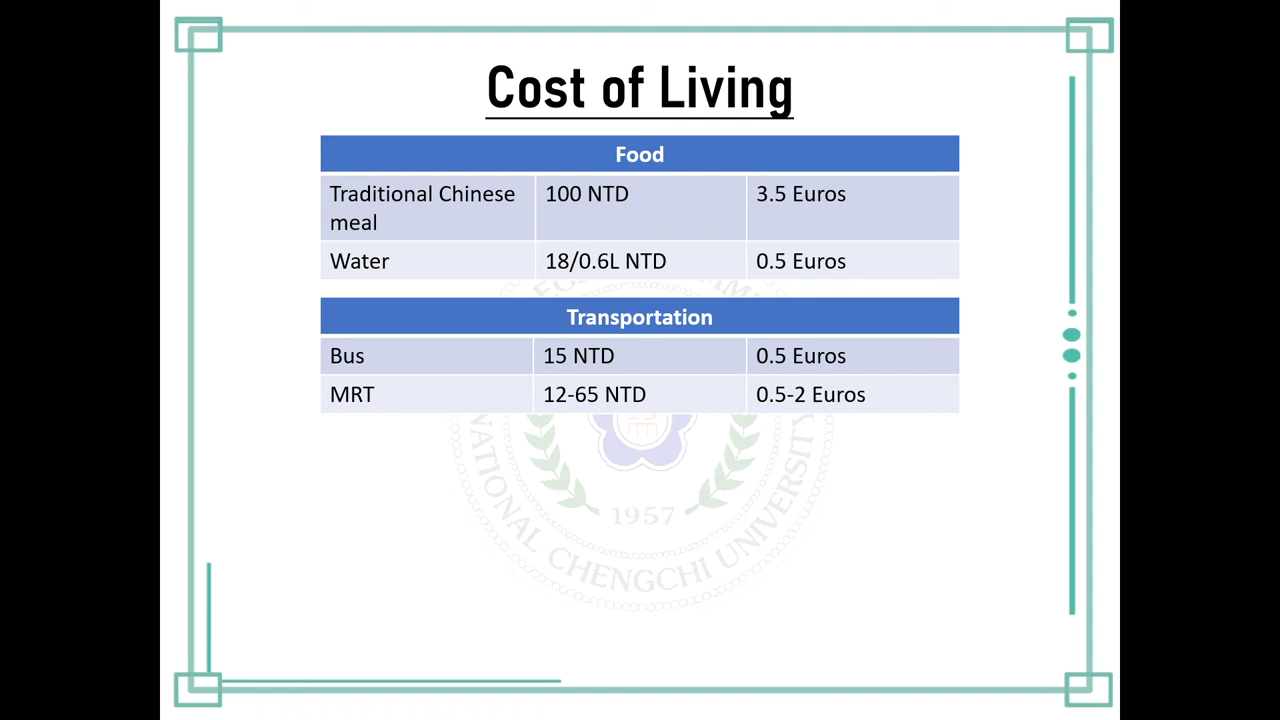 Cost of Living
Food
Traditional Chinese meal 100 NTD 3.5 Euros
Water 18/0.6L NTD 0.5 Euros
Transportation
Bus 15 NTD 0.5 Euros
MRT 12-65 NTD 0.5-2 Euros
1957
NATIONAL CHENGCHI UNIVERSITY